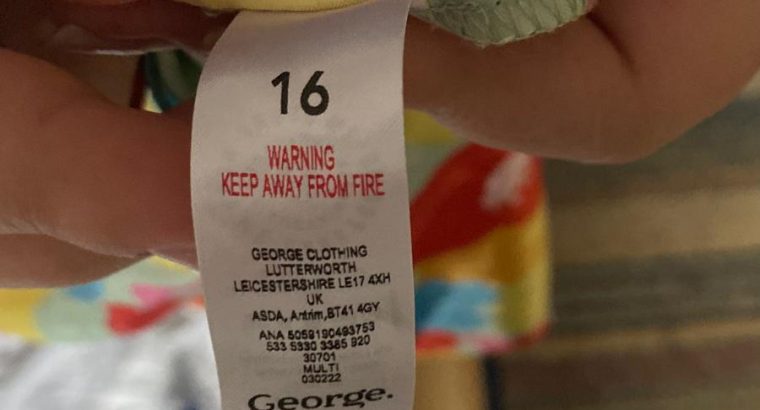 16
WARNING
KEEP AWAY FROM FIRE
GEORGE CLOTHING
LUTTERWORTH
LEICESTERSHIRE LE17 4XH
UK
ASDA, Antrim,BT41 4GY
ANA 5059190493753
533 5330 3385 920
30701
MULTI
030222
George.